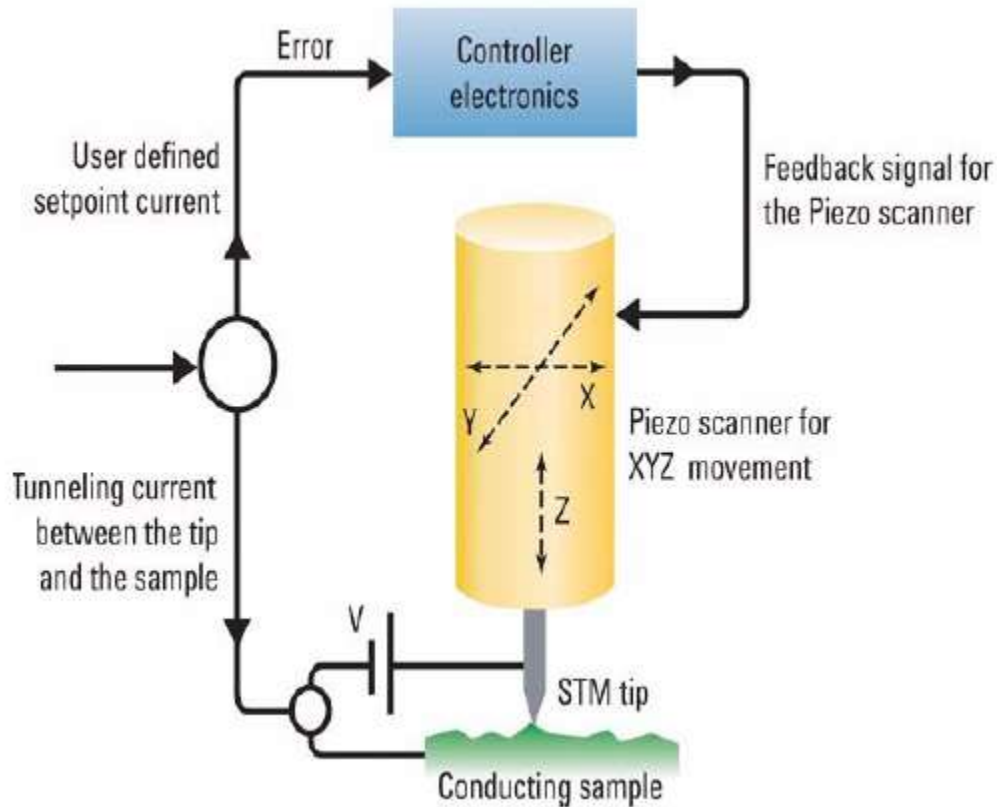 Error
Controller
electronics
User defined
setpoint current
Feedback signal for
the Piezo scanner
X
Y
Piezo scanner for
XYZ movement
Z
Tunneling current
between the tip
and the sample
V
STM tip
Conducting sample